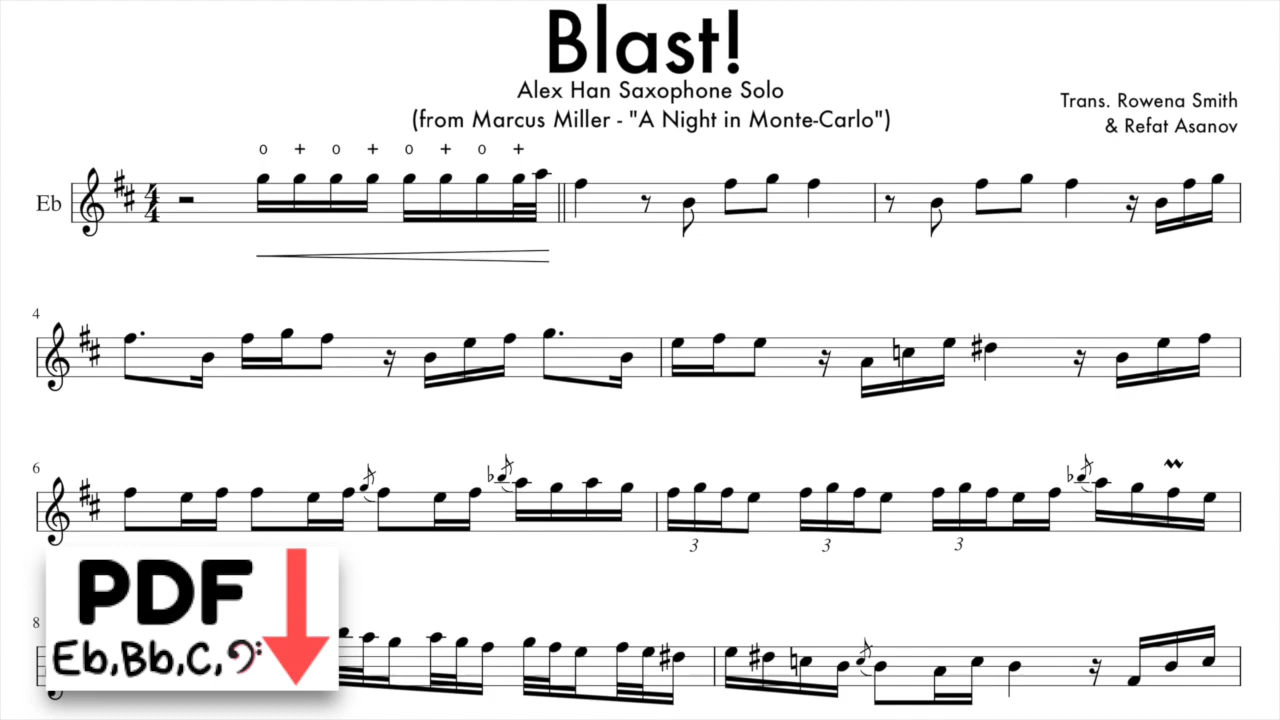 Blast!
Alex Han Saxophone Solo
(from Marcus Miller - "A Night in Monte-Carlo")
Trans. Rowena Smith
& Refat Asanov
o + o + o + o +
Eb
4
4
4
6
3 3 3
8
PDF
Eb,Bb,C,𝄢